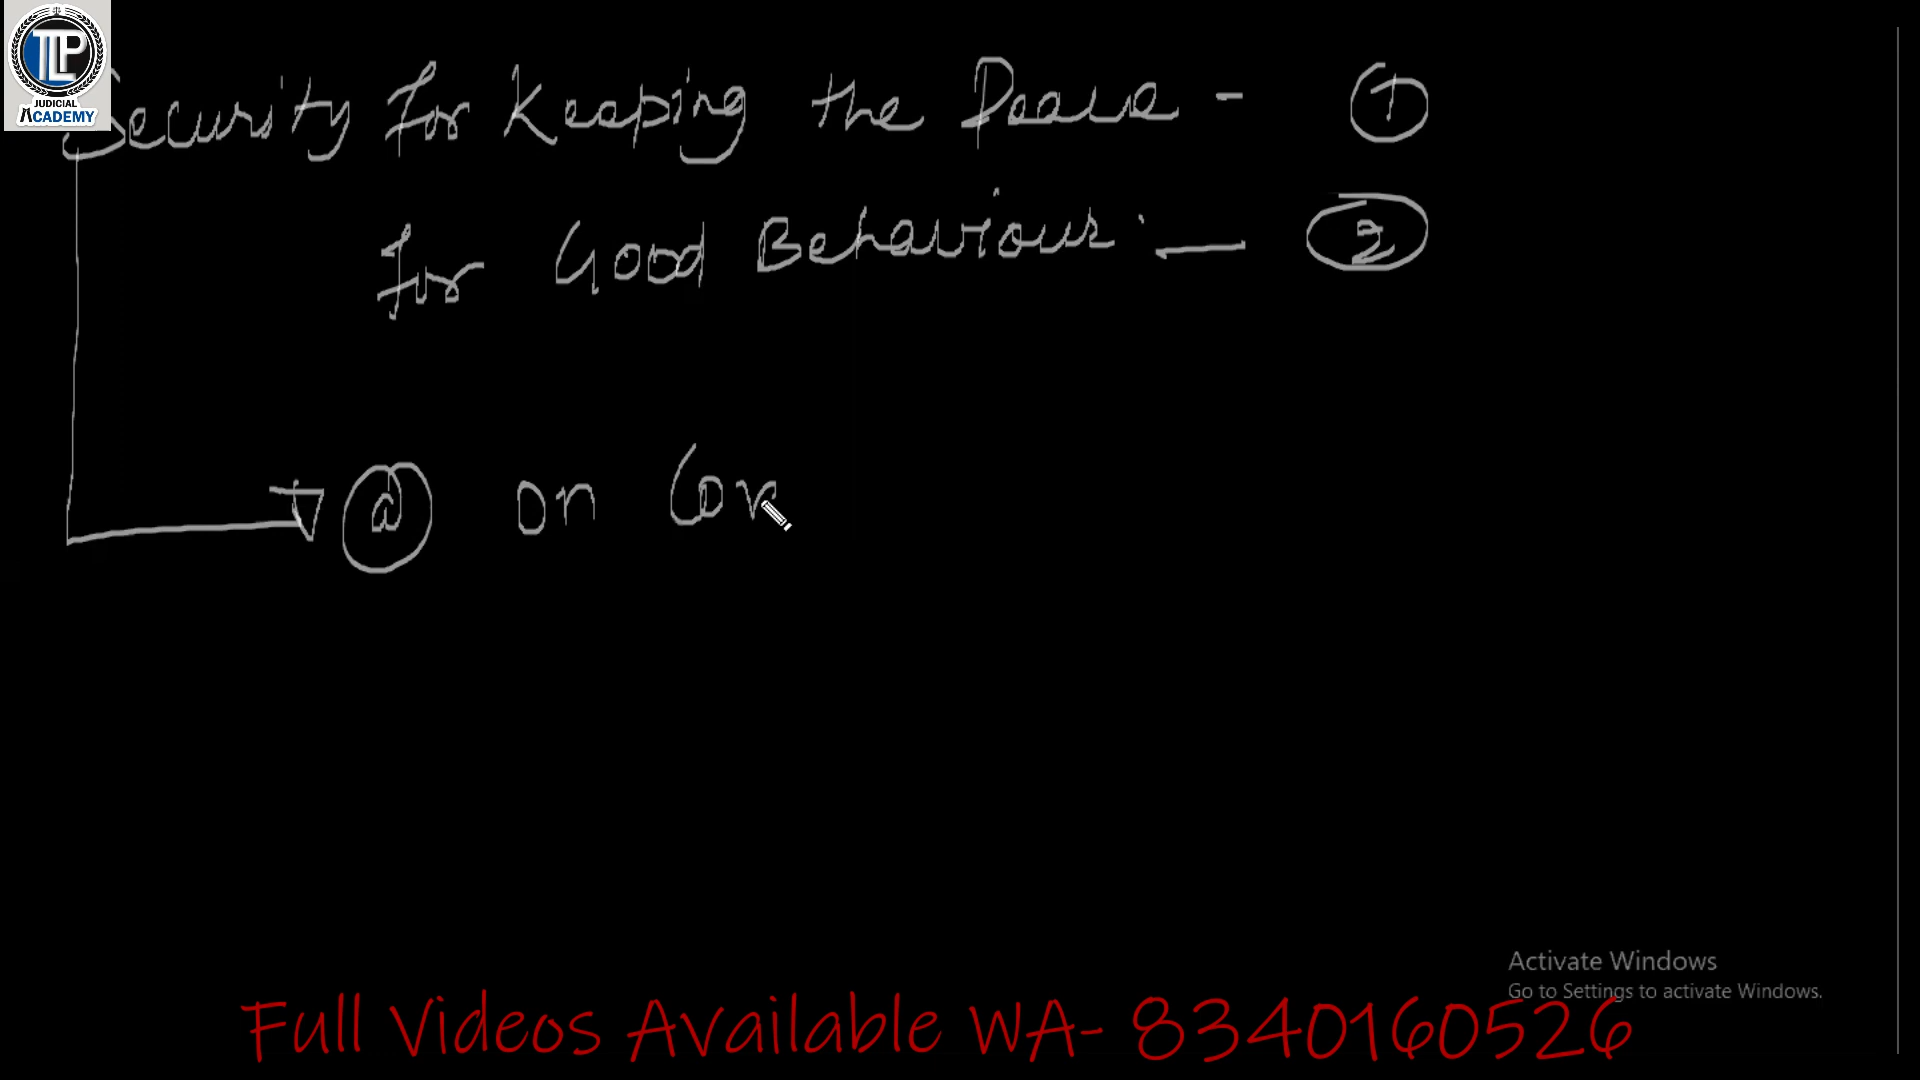 TLP
JUDICIAL
ACADEMY
Security for Keeping the Peace - 1
for Good Behaviour - 2
a on Con
Activate Windows
Go to Settings to activate Windows.
Full Videos Available WA- 8340160526